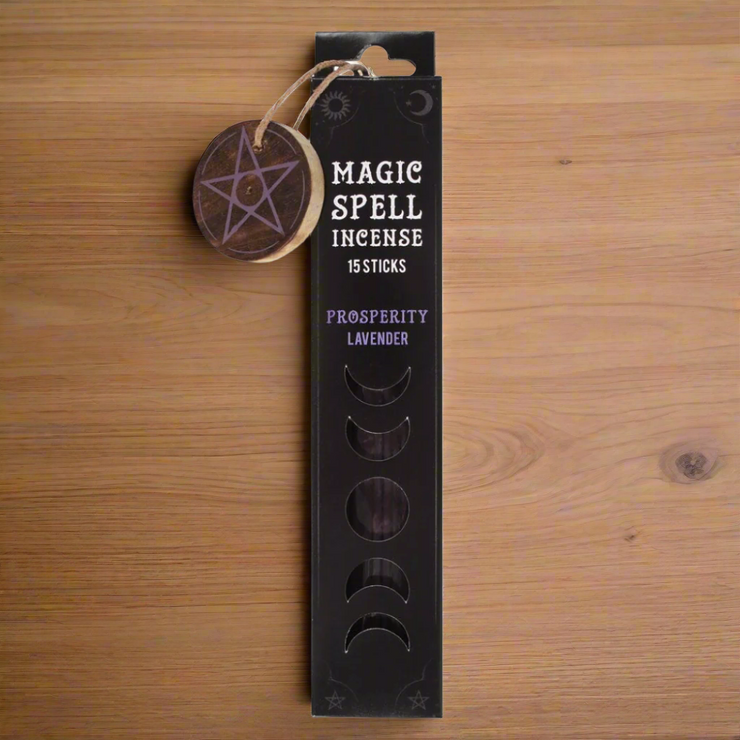 MAGIC
SPELL
INCENSE
15 STICKS
PROSPERITY
LAVENDER